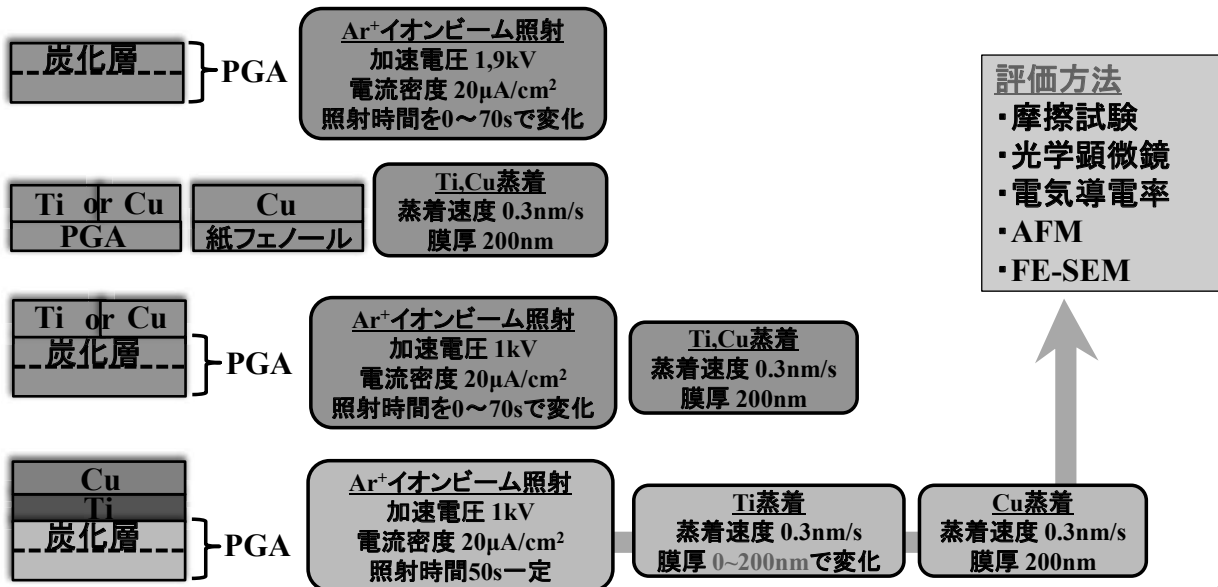 炭化層
PGA
Ar⁺イオンビーム照射
加速電圧 1,9kV
電流密度 20μA/cm²
照射時間を0～70sで変化
評価方法
・摩擦試験
・光学顕微鏡
・電気導電率
・AFM
・FE-SEM
Ti or Cu
PGA
Cu
紙フェノール
Ti,Cu蒸着
蒸着速度 0.3nm/s
膜厚 200nm
Ti or Cu
炭化層
PGA
Ar⁺イオンビーム照射
加速電圧 1kV
電流密度 20μA/cm²
照射時間を0～70sで変化
Ti,Cu蒸着
蒸着速度 0.3nm/s
膜厚 200nm
Cu
Ti
炭化層
PGA
Ar⁺イオンビーム照射
加速電圧 1kV
電流密度 20μA/cm²
照射時間50s一定
Ti蒸着
蒸着速度 0.3nm/s
膜厚 0~200nmで変化
Cu蒸着
蒸着速度 0.3nm/s
膜厚 200nm